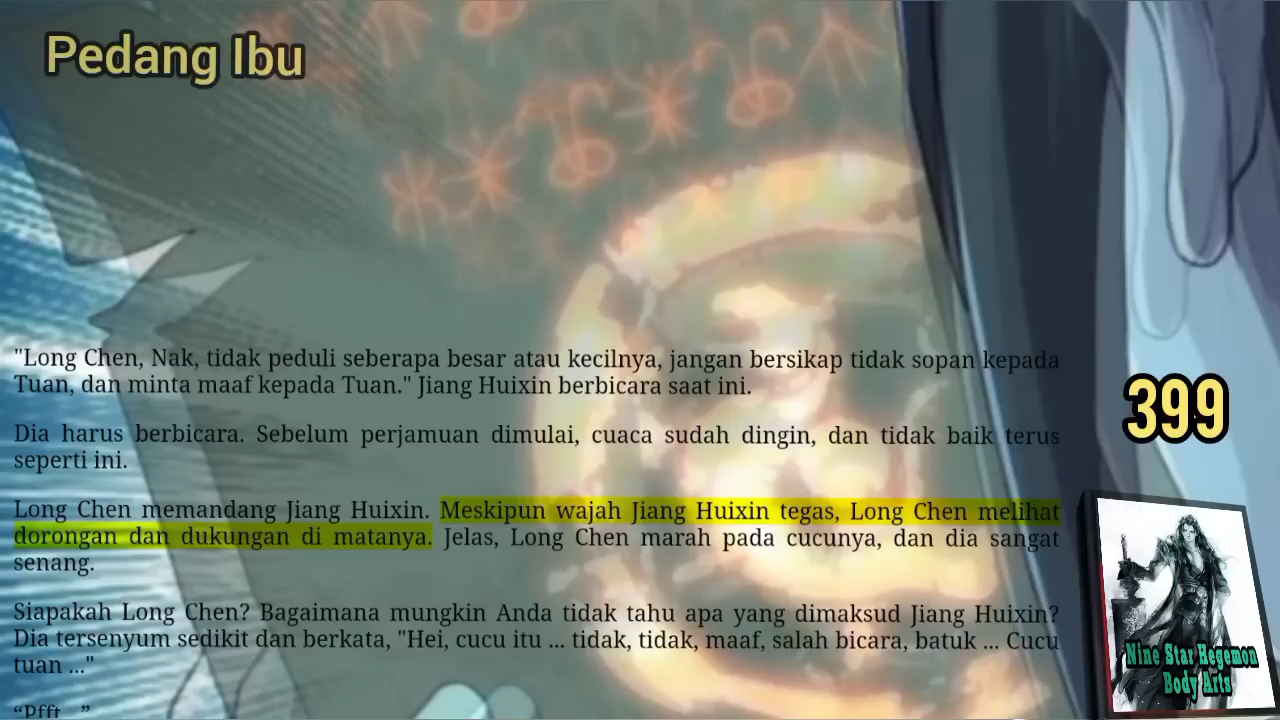 Pedang Ibu
"Long Chen, Nak, tidak peduli seberapa besar atau kecilnya, jangan bersikap tidak sopan kepada
Tuan, dan minta maaf kepada Tuan." Jiang Huixin berbicara saat ini.
Dia harus berbicara. Sebelum perjamuan dimulai, cuaca sudah dingin, dan tidak baik terus
seperti ini.
Long Chen memandang Jiang Huixin. Meskipun wajah Jiang Huixin tegas, Long Chen melihat
dorongan dan dukungan di matanya. Jelas, Long Chen marah pada cucunya, dan dia sangat
senang.
Siapakah Long Chen? Bagaimana mungkin Anda tidak tahu apa yang dimaksud Jiang Huixin?
Dia tersenyum sedikit dan berkata, "Hei, cucu itu ... tidak, tidak, maaf, salah bicara, batuk ... Cucu
tuan ..."
“Pfft...”
399
Nine Star Hegemon
Body Arts